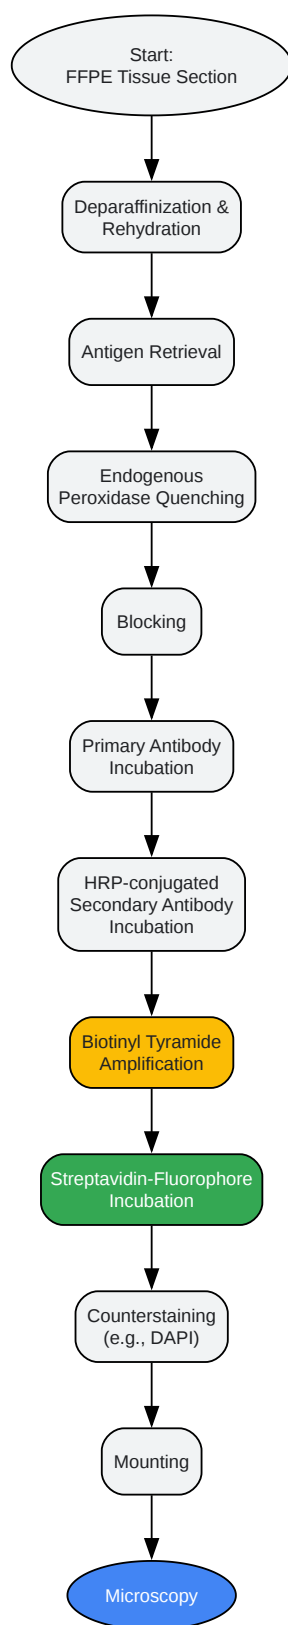 Start:
FFPE Tissue Section
Deparaffinization &
Rehydration
Antigen Retrieval
Endogenous
Peroxidase Quenching
Blocking
Primary Antibody
Incubation
HRP-conjugated
Secondary Antibody
Incubation
Biotinyl Tyramide
Amplification
Streptavidin-Fluorophore
Incubation
Counterstaining
(e.g., DAPI)
Mounting
Microscopy